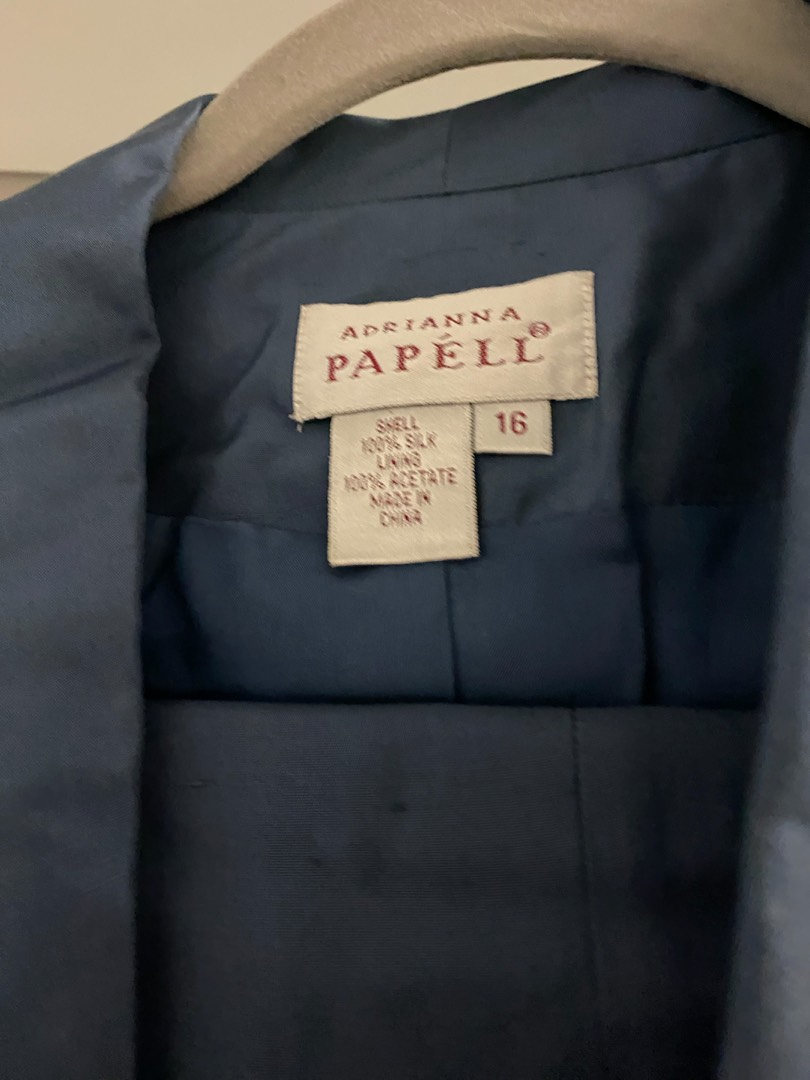 ADRIANNA
PAPÉLL®
16
SHELL
100% SILK
LINING
100% ACETATE
MADE IN
CHINA